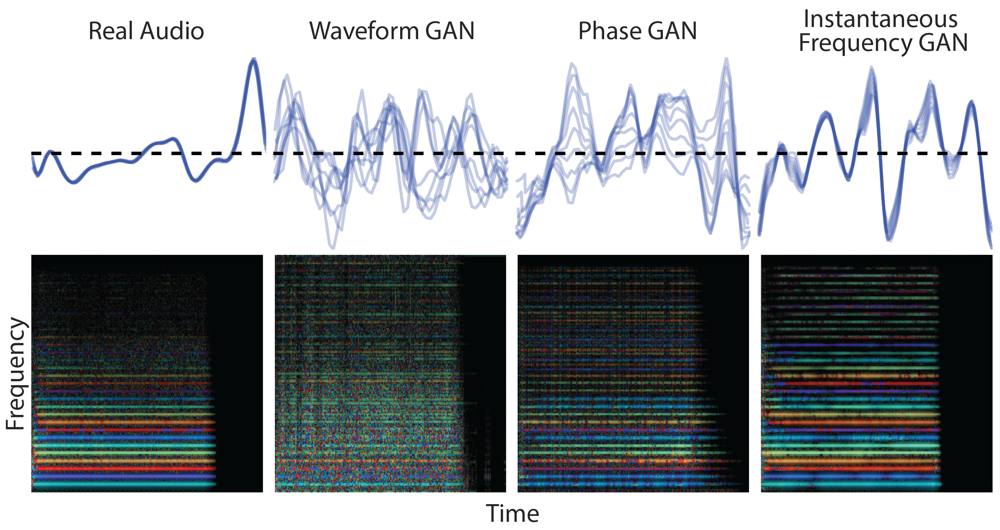 Real Audio
Waveform GAN
Phase GAN
Instantaneous
Frequency GAN
Frequency
Time